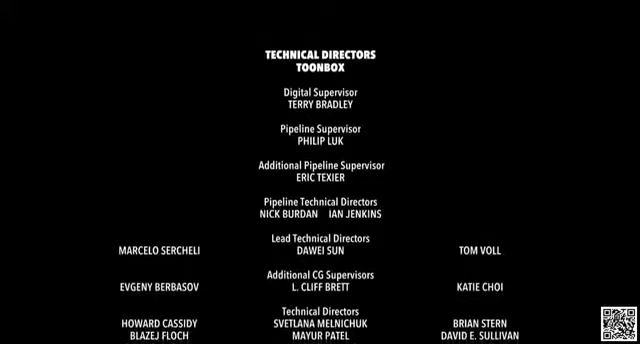 TECHNICAL DIRECTORS
TOONBOX
Digital Supervisor
TERRY BRADLEY
Pipeline Supervisor
PHILIP LUK
Additional Pipeline Supervisor
ERIC TEXIER
Pipeline Technical Directors
NICK BURDAN IAN JENKINS
Lead Technical Directors
MARCELO SERCHELI DAWEI SUN TOM VOLL
Additional CG Supervisors
EVGENY BERBASOV L. CLIFF BRETT KATIE CHOI
Technical Directors
HOWARD CASSIDY SVETLANA MELNICHUK BRIAN STERN
BLAZEJ FLOCH MAYUR PATEL DAVID E. SULLIVAN